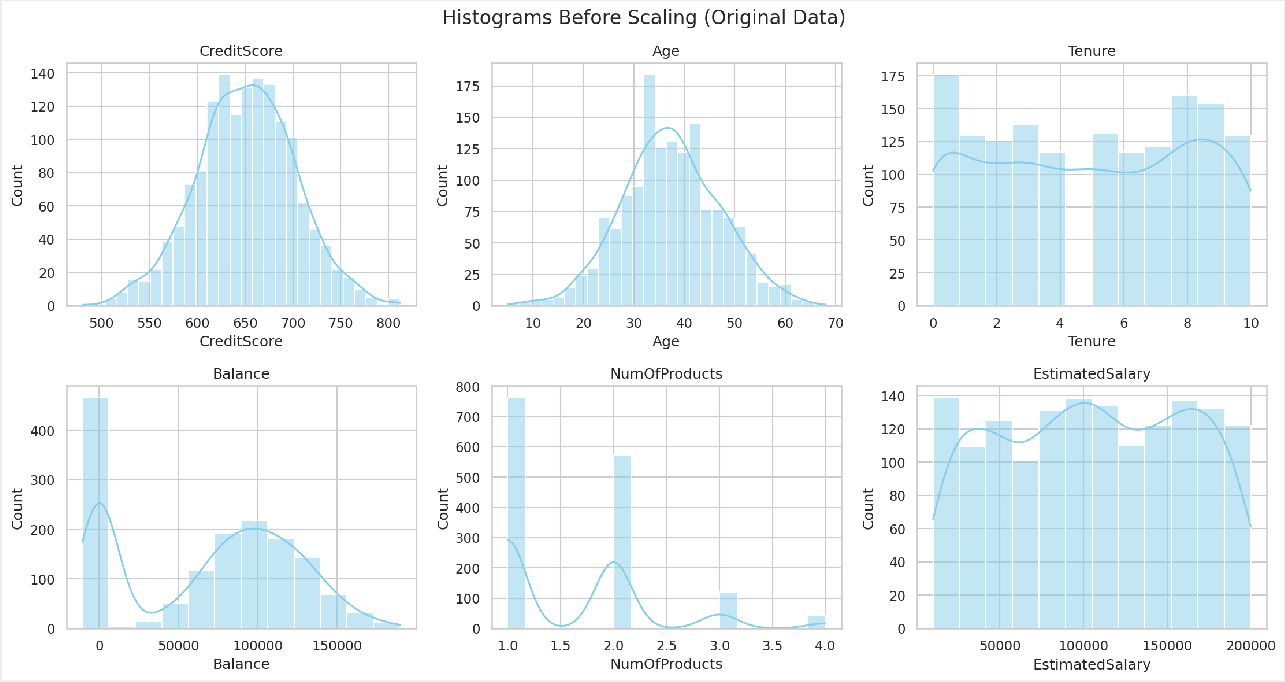 Histograms Before Scaling (Original Data)
CreditScore
Age
Tenure
140
120
100
80
60
40
20
0
Count
500 550 600 650 700 750 800
CreditScore
175
150
125
100
75
50
25
0
Count
10 20 30 40 50 60 70
Age
175
150
125
100
75
50
25
0
Count
0 2 4 6 8 10
Tenure
Balance
NumOfProducts
EstimatedSalary
400
300
200
100
0
Count
0 50000 100000 150000
Balance
800
700
600
500
400
300
200
100
0
Count
1.0 1.5 2.0 2.5 3.0 3.5 4.0
NumOfProducts
140
120
100
80
60
40
20
0
Count
50000 100000 150000 200000
EstimatedSalary